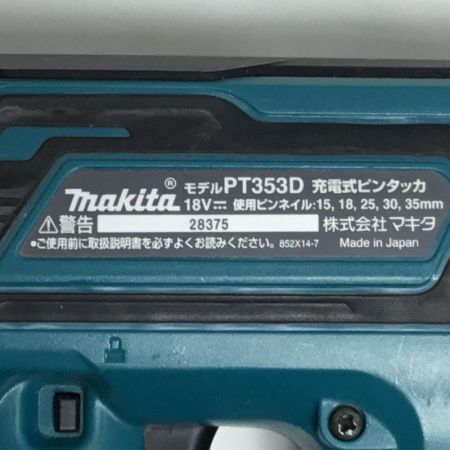 makita® モデルPT353D 充電式ピンタッカ
18V⎓ 使用ピンネイル:15, 18, 25, 30, 35mm
⚠警告 28375 株式会社マキタ
●ご使用前に取扱説明書を必ずよくお読みください。 852X14-7 Made in Japan